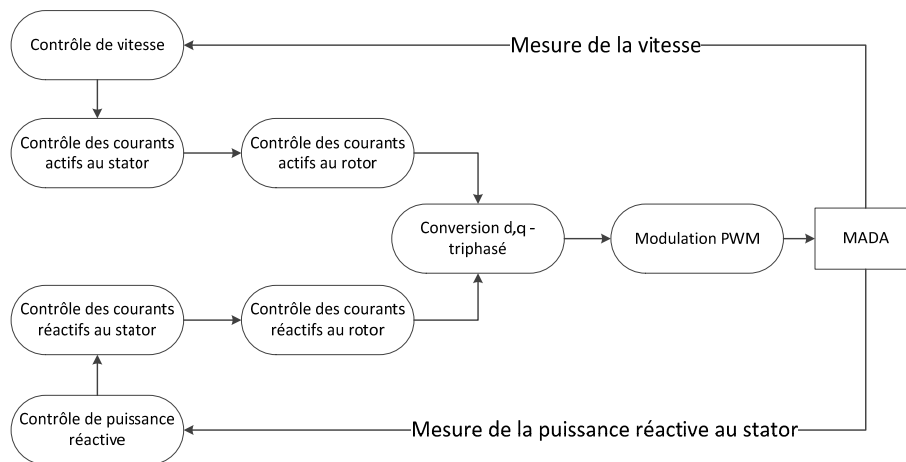 Contrôle de vitesse
Mesure de la vitesse
Contrôle des courants
actifs au stator
Contrôle des courants
actifs au rotor
Conversion d,q -
triphasé
Modulation PWM
MADA
Contrôle des courants
réactifs au stator
Contrôle des courants
réactifs au rotor
Contrôle de puissance
réactive
Mesure de la puissance réactive au stator